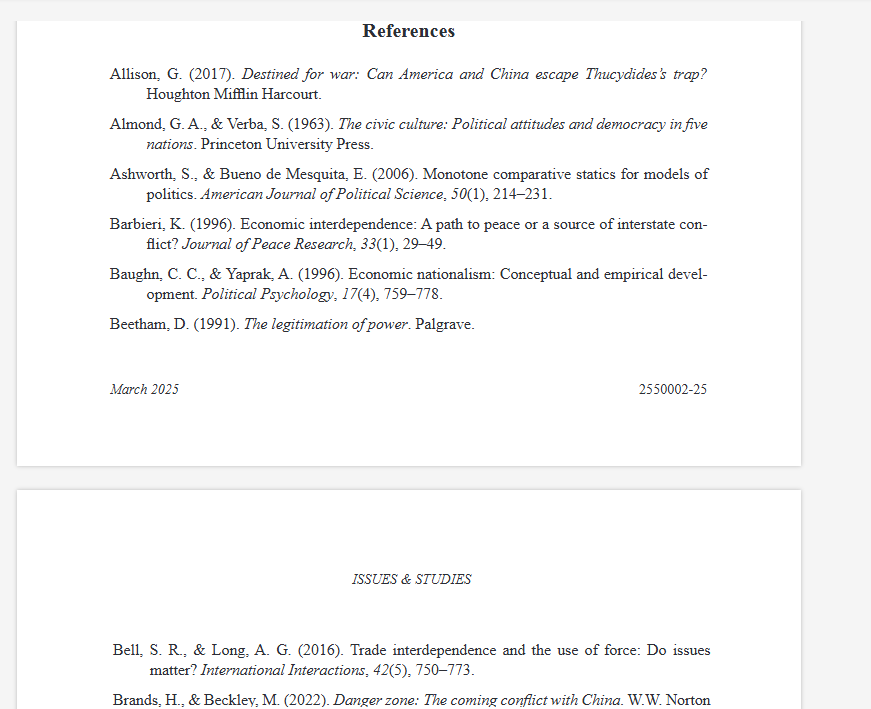 References
Allison, G. (2017). Destined for war: Can America and China escape Thucydides’s trap?
Houghton Mifflin Harcourt.
Almond, G. A., & Verba, S. (1963). The civic culture: Political attitudes and democracy in five
nations. Princeton University Press.
Ashworth, S., & Bueno de Mesquita, E. (2006). Monotone comparative statics for models of
politics. American Journal of Political Science, 50(1), 214–231.
Barbieri, K. (1996). Economic interdependence: A path to peace or a source of interstate con-
flict? Journal of Peace Research, 33(1), 29–49.
Baughn, C. C., & Yaprak, A. (1996). Economic nationalism: Conceptual and empirical devel-
opment. Political Psychology, 17(4), 759–778.
Beetham, D. (1991). The legitimation of power. Palgrave.
March 2025 2550002-25
ISSUES & STUDIES
Bell, S. R., & Long, A. G. (2016). Trade interdependence and the use of force: Do issues
matter? International Interactions, 42(5), 750–773.
Brands, H., & Beckley, M. (2022). Danger zone: The coming conflict with China. W.W. Norton